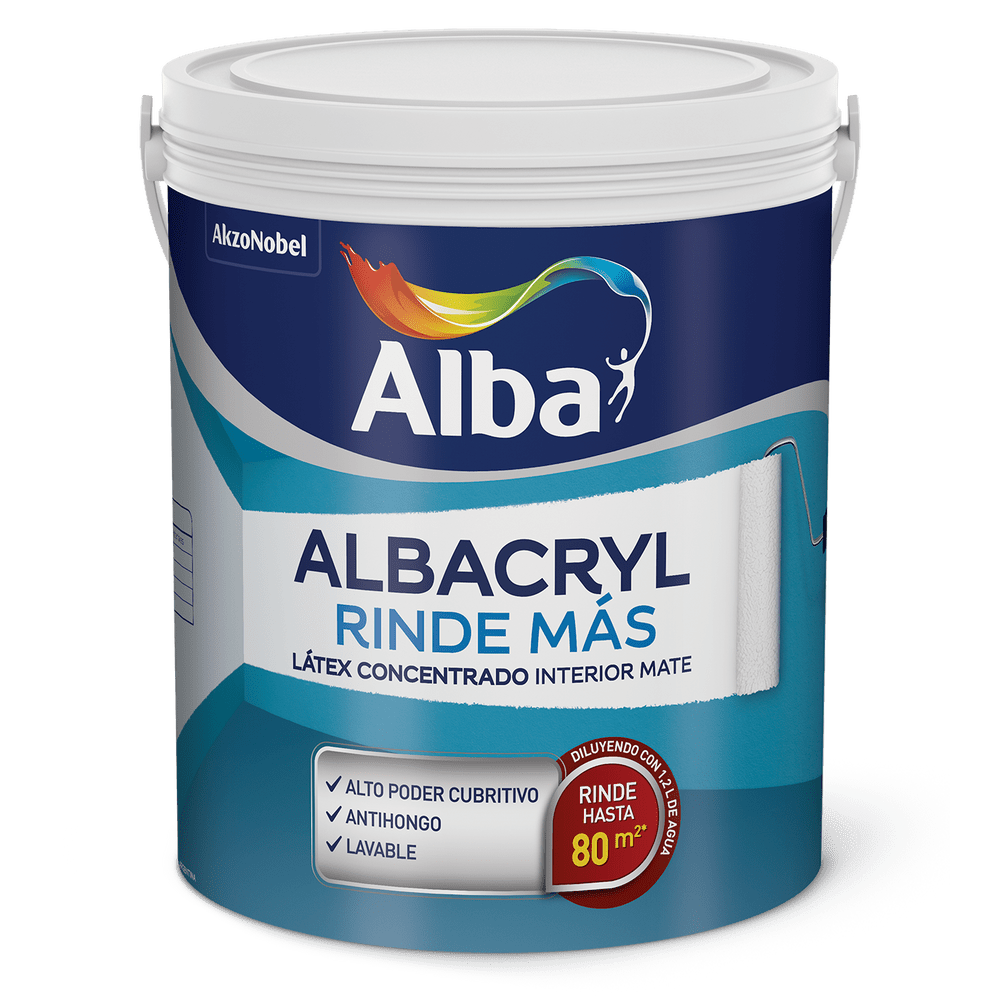 AkzoNobel
Alba
ALBACRYL
RINDE MÁS
LÁTEX CONCENTRADO INTERIOR MATE
✓ ALTO PODER CUBRITIVO
✓ ANTIHONGO
✓ LAVABLE
DILUYENDO CON 1,2 L DE AGUA
RINDE
HASTA
80 m²*